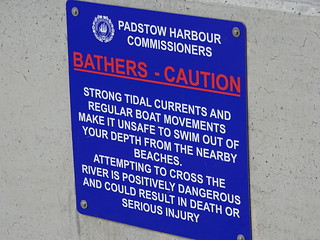 PADSTOW HARBOUR
COMMISSIONERS
BATHERS - CAUTION
STRONG TIDAL CURRENTS AND
REGULAR BOAT MOVEMENTS
MAKE IT UNSAFE TO SWIM OUT OF
YOUR DEPTH FROM THE NEARBY
BEACHES.
ATTEMPTING TO CROSS THE
RIVER IS POSITIVELY DANGEROUS
AND COULD RESULT IN DEATH OR
SERIOUS INJURY